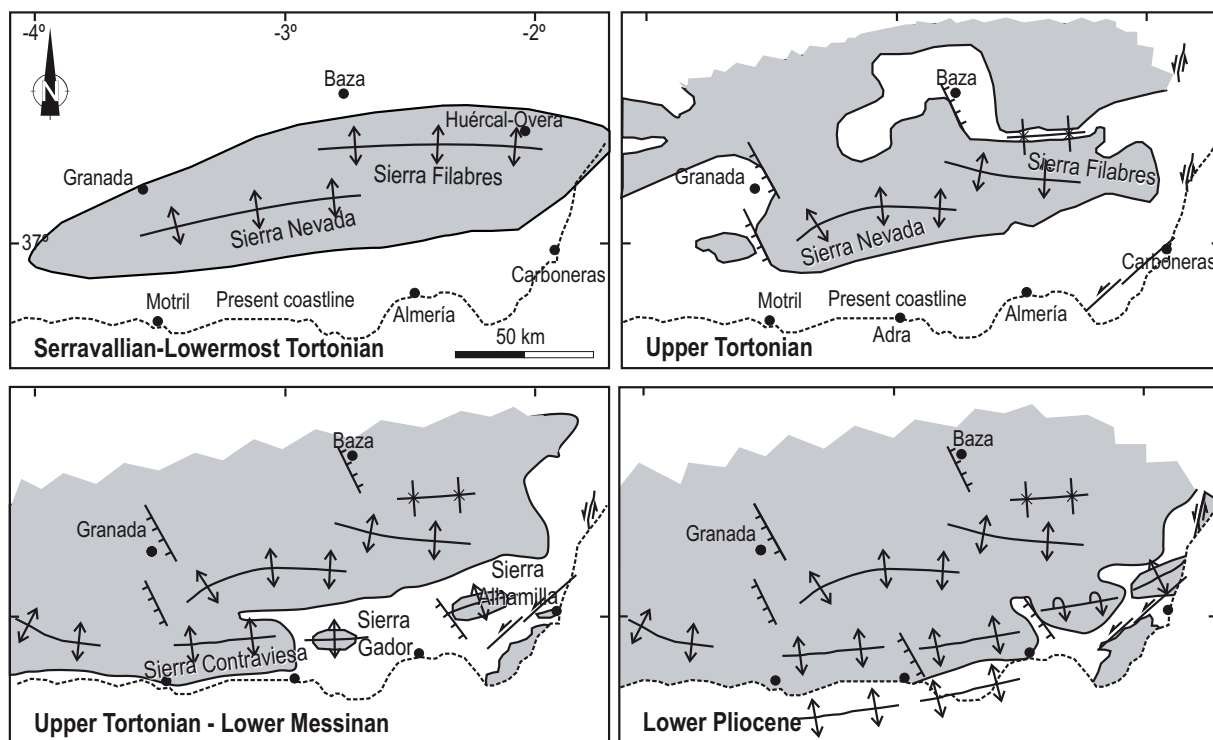 -4º
-3º
-2º
N
Baza
Huércal-Overa
Sierra Filabres
Granada
Sierra Nevada
37º
Carboneras
Motril
Present coastline
Almería
Serravallian-Lowermost Tortonian
50 km
Baza
Sierra Filabres
Granada
Sierra Nevada
Carboneras
Motril
Present coastline
Almería
Adra
Upper Tortonian
Baza
Granada
Sierra
Alhamilla
Sierra
Gador
Sierra Contraviesa
Upper Tortonian - Lower Messinan
Baza
Granada
Lower Pliocene